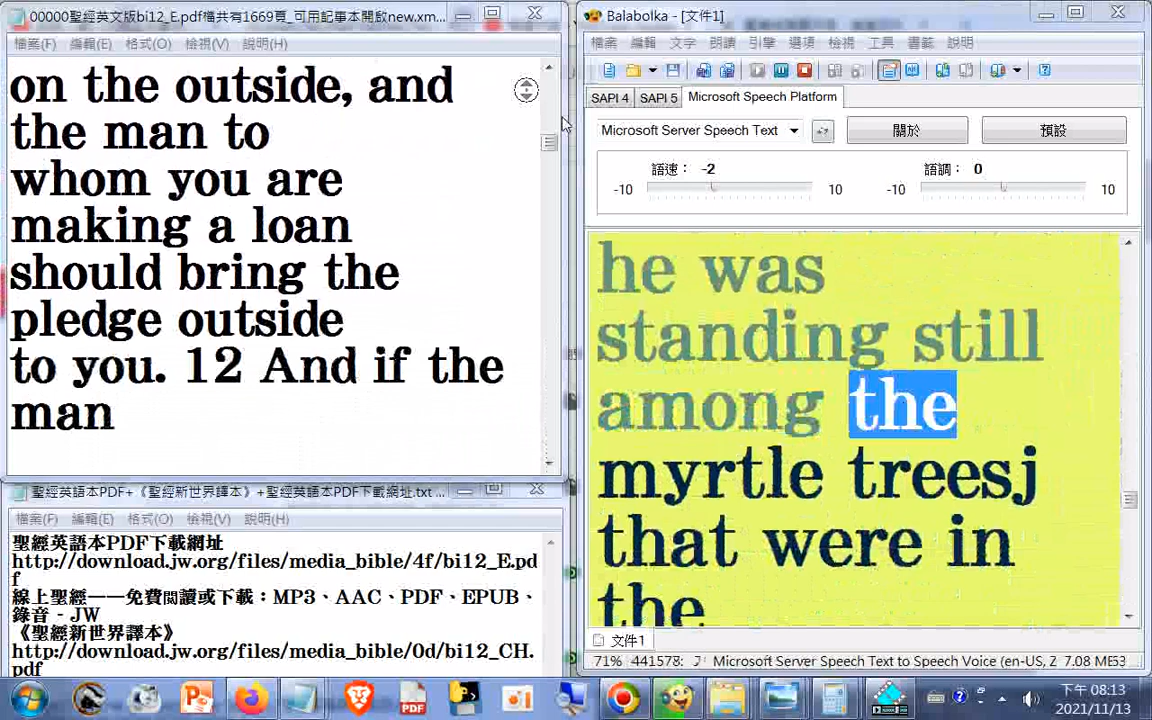 00000聖經英文版bi12_E.pdf檔共有1669頁_可用記事本開啟new.xm...
檔案(F) 編輯(E) 格式(O) 檢視(V) 說明(H)
on the outside, and
the man to
whom you are
making a loan
should bring the
pledge outside
to you. 12 And if the
man
聖經英語本PDF+《聖經新世界譯本》+聖經英語本PDF下載網址.txt ...
檔案(F) 編輯(E) 格式(O) 檢視(V) 說明(H)
聖經英語本PDF下載網址
http://download.jw.org/files/media_bible/4f/bi12_E.pd
f
線上聖經——免費閱讀或下載：MP3、AAC、PDF、EPUB、
錄音 - JW
《聖經新世界譯本》
http://download.jw.org/files/media_bible/0d/bi12_CH.
pdf
Balabolka - [文件1]
檔案 編輯 文字 朗讀 引擎 選項 檢視 工具 書籤 說明
SAPI 4 SAPI 5 Microsoft Speech Platform
Microsoft Server Speech Text 關於 預設
語速： -2 語調： 0
-10 10 -10 10
he was
standing still
among the
myrtle treesj
that were in
the
文件1
71% 441578: Microsoft Server Speech Text to Speech Voice (en-US, Z 7.08 ME53
PDF
下午 08:13
2021/11/13